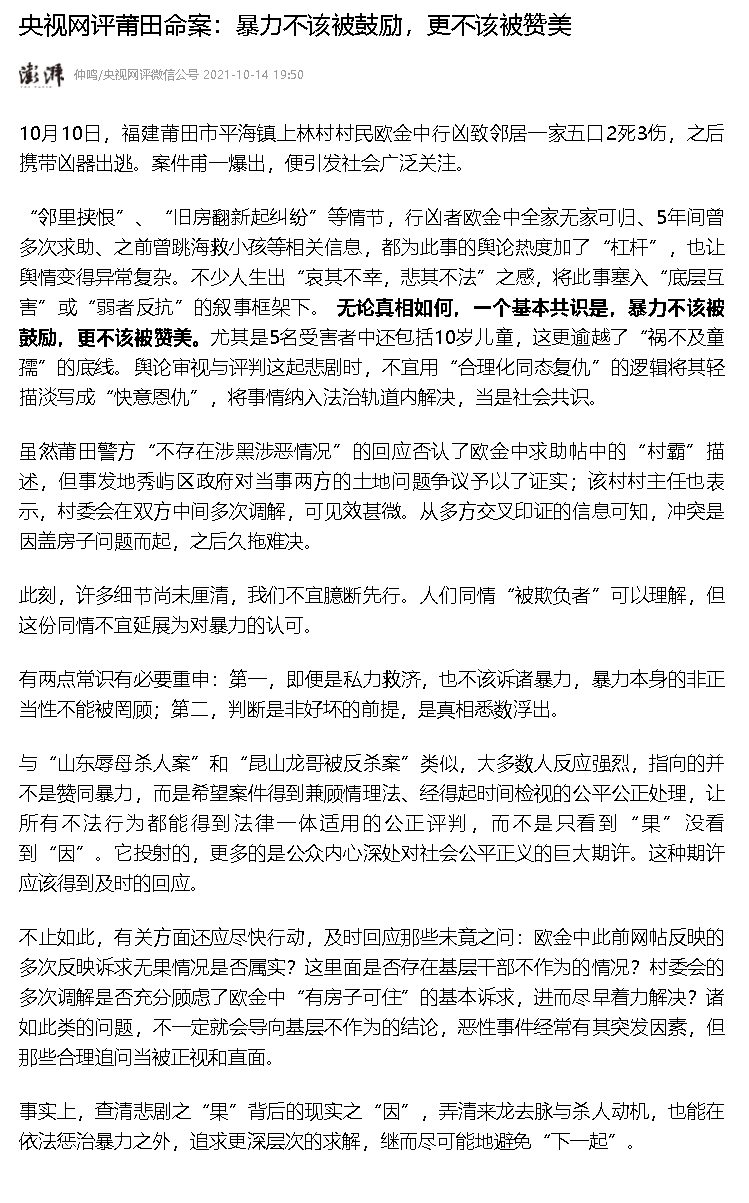 央视网评莆田命案：暴力不该被鼓励，更不该被赞美
澎湃 仲鸣/央视网评微信公号 2021-10-14 19:50
10月10日，福建莆田市平海镇上林村村民欧金中行凶致邻居一家五口2死3伤，之后
携带凶器出逃。案件甫一爆出，便引发社会广泛关注。
“邻里挟恨”、“旧房翻新起纠纷”等情节，行凶者欧金中全家无家可归、5年间曾
多次求助、之前曾跳海救小孩等相关信息，都为此事的舆论热度加了“杠杆”，也让
舆情变得异常复杂。不少人生出“哀其不幸，悲其不法”之感，将此事塞入“底层互
害”或“弱者反抗”的叙事框架下。无论真相如何，一个基本共识是，暴力不该被
鼓励，更不该被赞美。尤其是5名受害者中还包括10岁儿童，这更逾越了“祸不及童
孺”的底线。舆论审视与评判这起悲剧时，不宜用“合理化同态复仇”的逻辑将其轻
描淡写成“快意恩仇”，将事情纳入法治轨道内解决，当是社会共识。
虽然莆田警方“不存在涉黑涉恶情况”的回应否认了欧金中求助帖中的“村霸”描
述，但事发地秀屿区政府对当事两方的土地问题争议予以了证实；该村村主任也表
示，村委会在双方中间多次调解，可见效甚微。从多方交叉印证的信息可知，冲突是
因盖房子问题而起，之后久拖难决。
此刻，许多细节尚未厘清，我们不宜臆断先行。人们同情“被欺负者”可以理解，但
这份同情不宜延展为对暴力的认可。
有两点常识有必要重申：第一，即便是私力救济，也不该诉诸暴力，暴力本身的非正
当性不能被罔顾；第二，判断是非好坏的前提，是真相悉数浮出。
与“山东辱母杀人案”和“昆山龙哥被反杀案”类似，大多数人反应强烈，指向的并
不是赞同暴力，而是希望案件得到兼顾情理法、经得起时间检视的公平公正处理，让
所有不法行为都能得到法律一体适用的公正评判，而不是只看到“果”没看
到“因”。它投射的，更多的是公众内心深处对社会公平正义的巨大期许。这种期许
应该得到及时的回应。
不止如此，有关方面还应尽快行动，及时回应那些未竟之问：欧金中此前网帖反映的
多次反映诉求无果情况是否属实？这里面是否存在基层干部不作为的情况？村委会的
多次调解是否充分顾虑了欧金中“有房子可住”的基本诉求，进而尽早着力解决？诸
如此类的问题，不一定就会导向基层不作为的结论，恶性事件经常有其突发因素，但
那些合理追问当被正视和直面。
事实上，查清悲剧之“果”背后的现实之“因”，弄清来龙去脉与杀人动机，也能在
依法惩治暴力之外，追求更深层次的求解，继而尽可能地避免“下一起”。